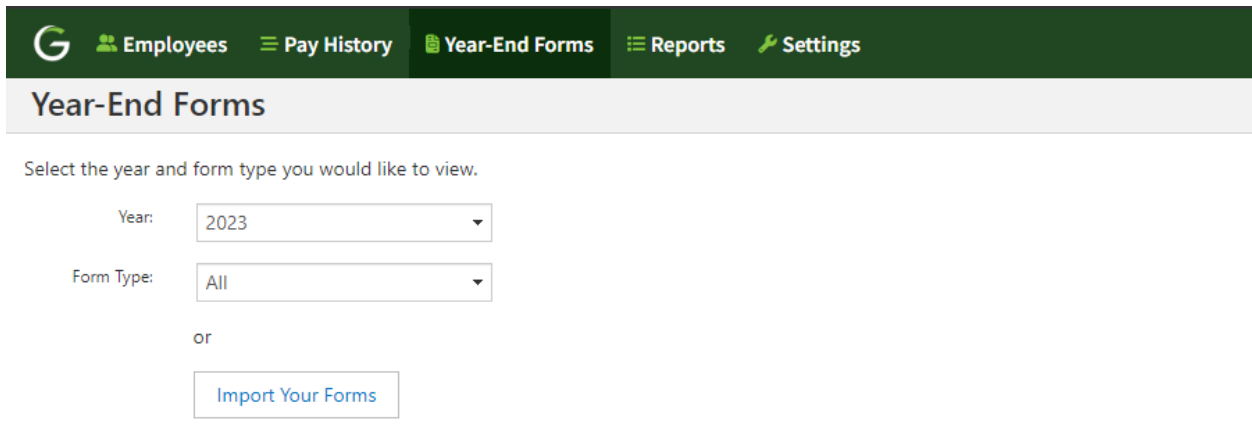 G Employees Pay History Year-End Forms Reports Settings
Year-End Forms
Select the year and form type you would like to view.
Year: 2023
Form Type: All
or
Import Your Forms